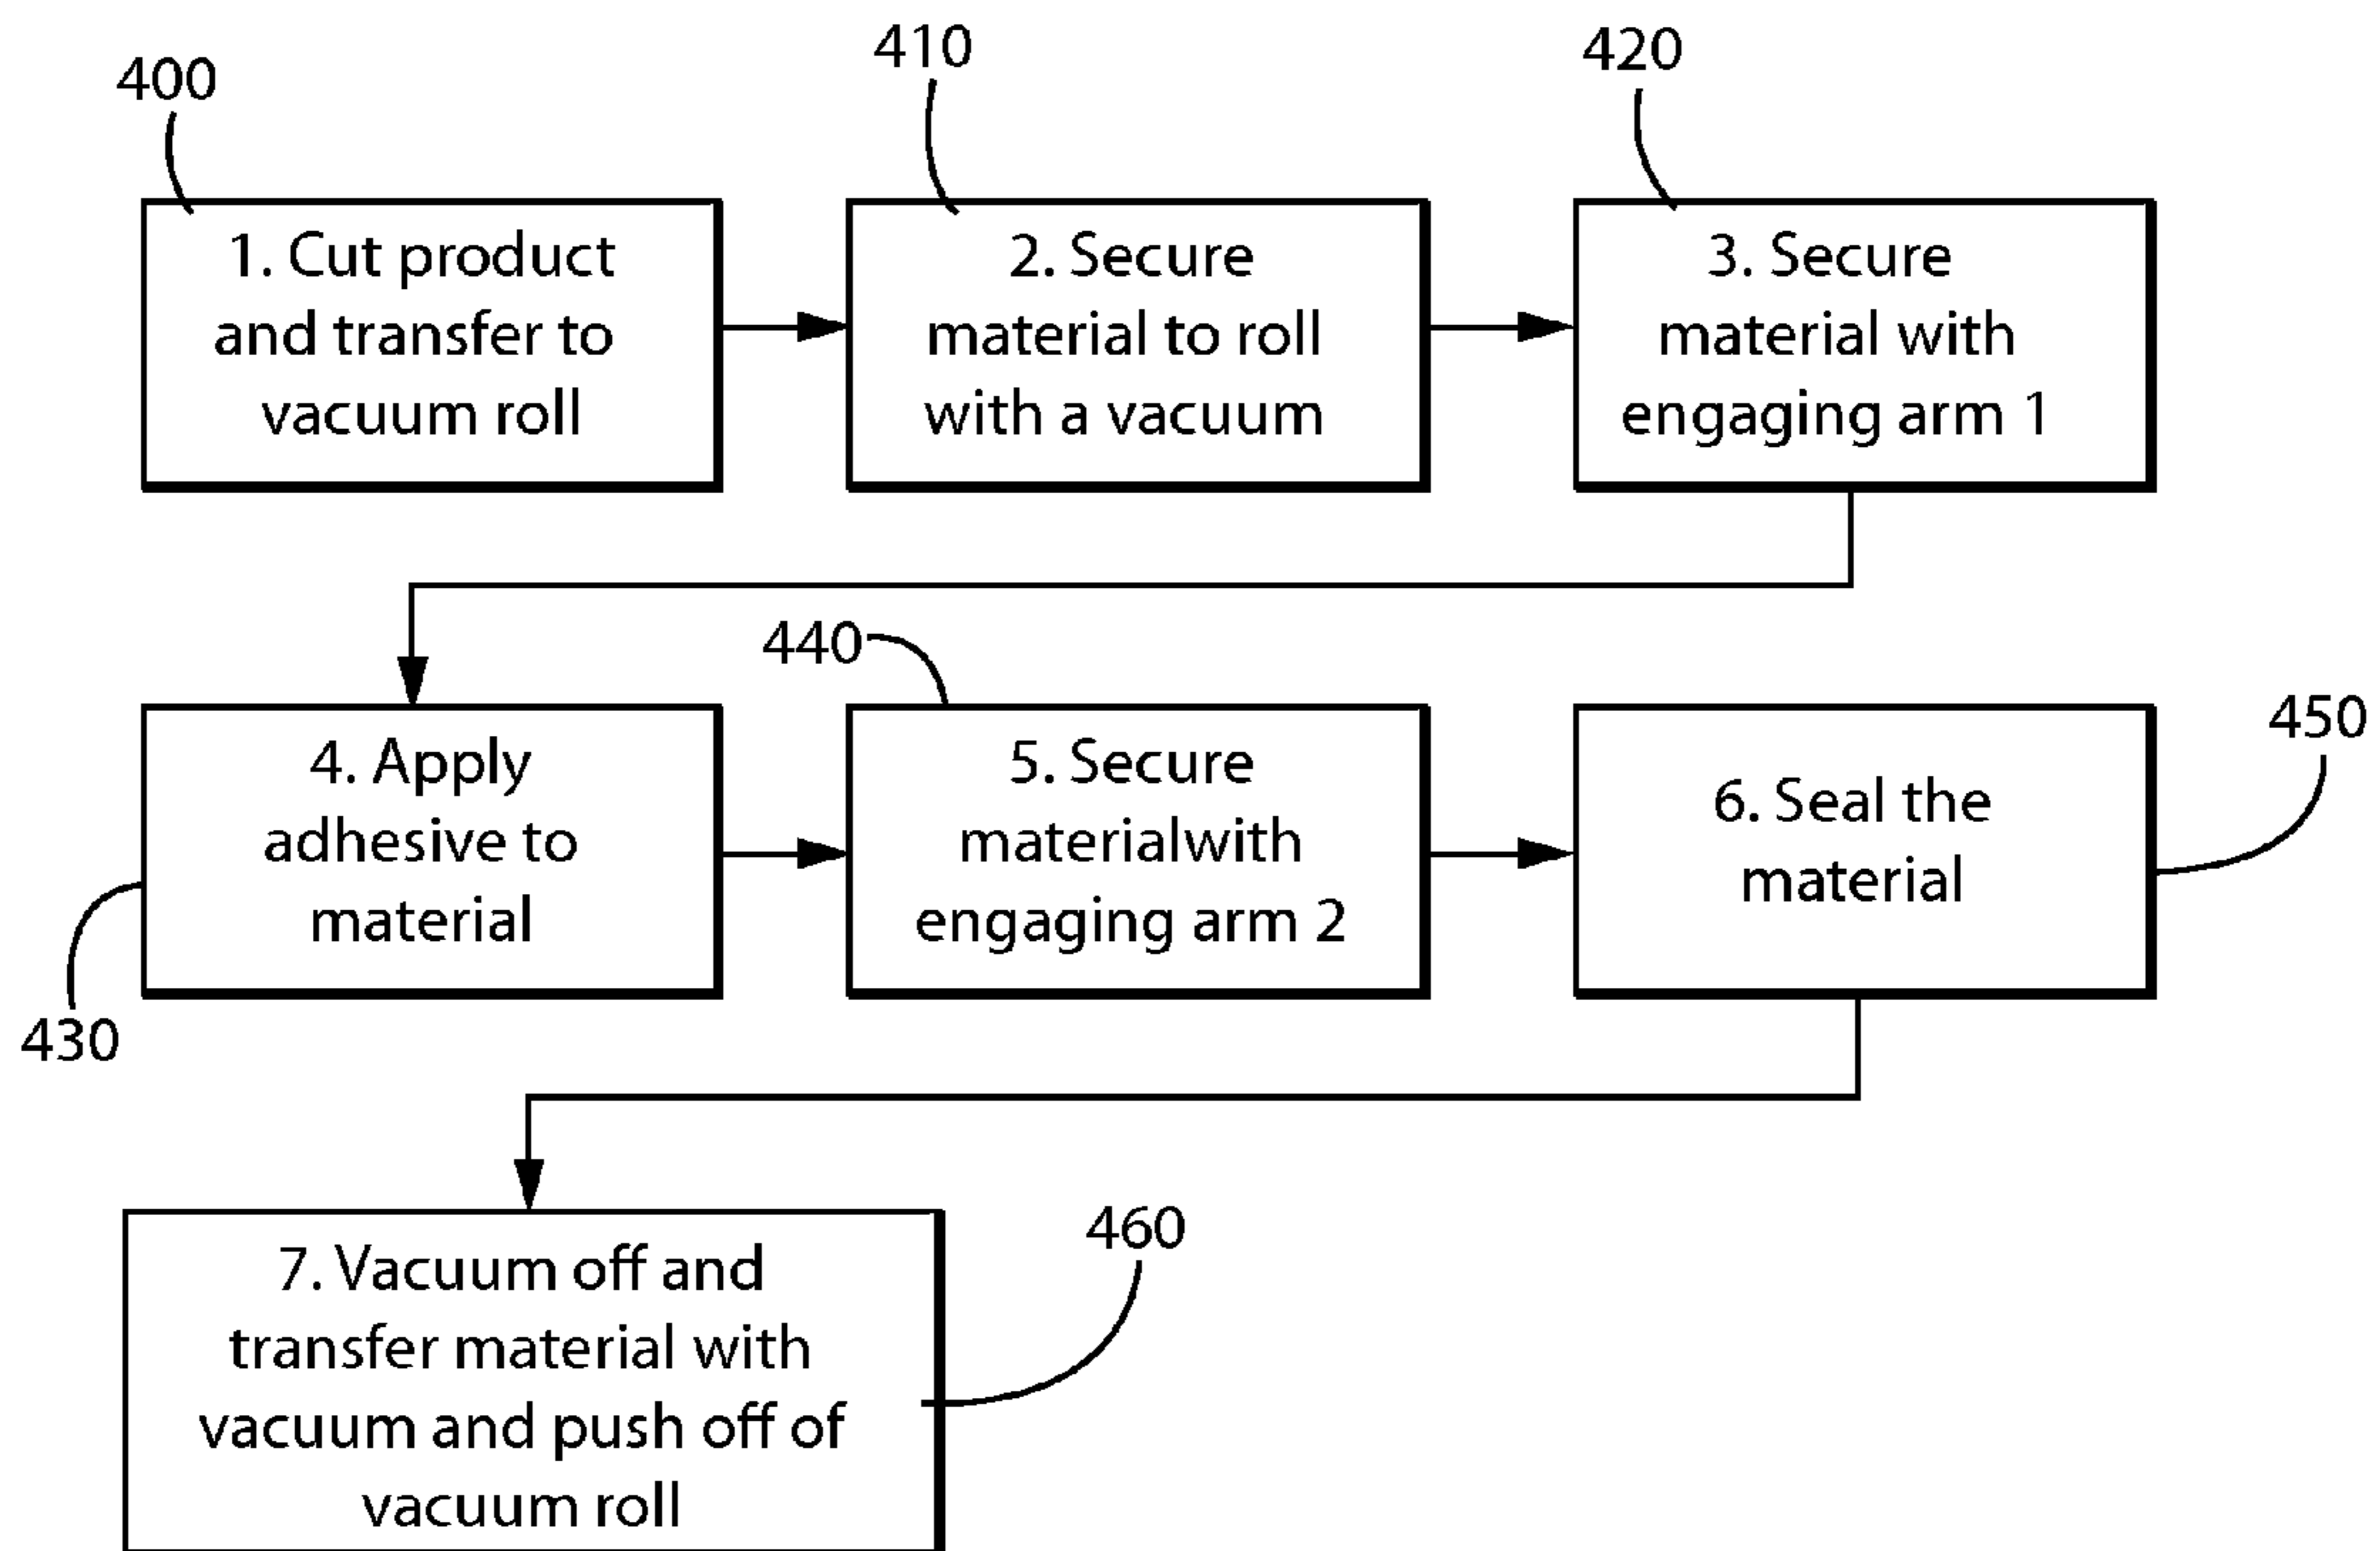 400
410
420
1. Cut product
and transfer to
vacuum roll
2. Secure
material to roll
with a vacuum
3. Secure
material with
engaging arm 1
440
450
4. Apply
adhesive to
material
5. Secure
materialwith
engaging arm 2
6. Seal the
material
430
460
7. Vacuum off and
transfer material with
vacuum and push off of
vacuum roll